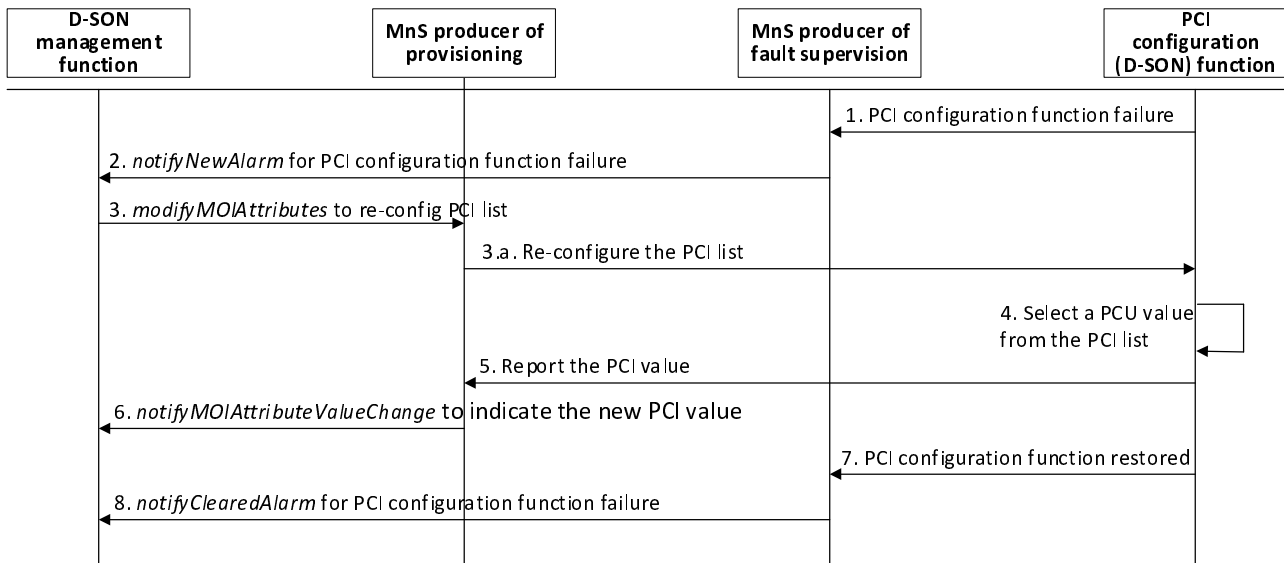 D-SON
management
function
MnS producer of
provisioning
MnS producer of
fault supervision
PCI
configuration
(D-SON) function
1. PCI configuration function failure
2. notifyNewAlarm for PCI configuration function failure
3. modifyMOIAttributes to re-config PCI list
3.a. Re-configure the PCI list
4. Select a PCU value
from the PCI list
5. Report the PCI value
6. notifyMOIAttributeValueChange to indicate the new PCI value
7. PCI configuration function restored
8. notifyClearedAlarm for PCI configuration function failure